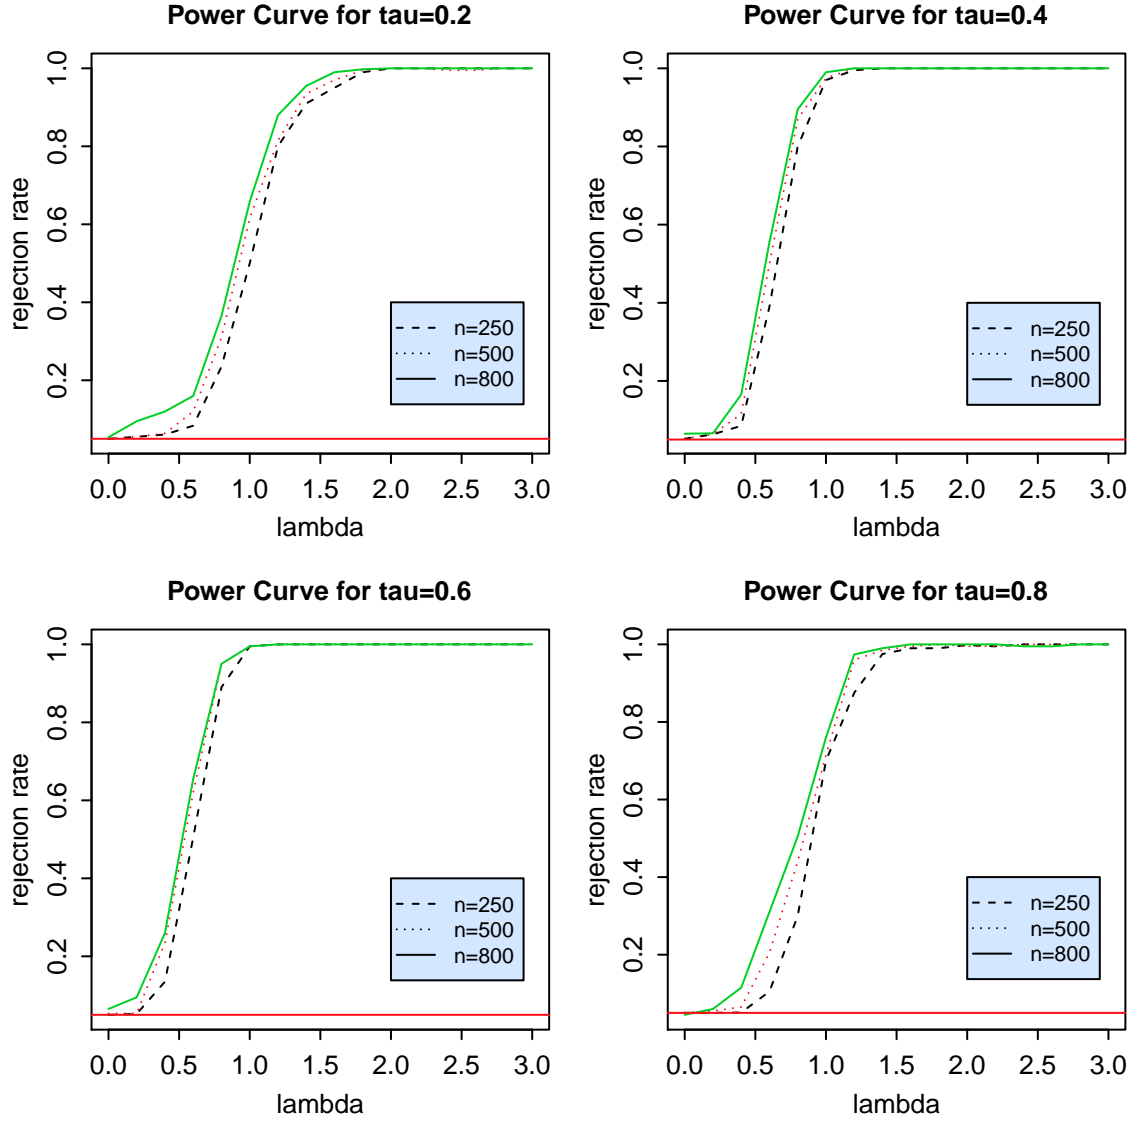 Power Curve for tau=0.2
rejection rate
1.0
0.8
0.6
0.4
0.2
n=250
n=500
n=800
0.0 0.5 1.0 1.5 2.0 2.5 3.0
lambda
Power Curve for tau=0.4
rejection rate
1.0
0.8
0.6
0.4
0.2
n=250
n=500
n=800
0.0 0.5 1.0 1.5 2.0 2.5 3.0
lambda
Power Curve for tau=0.6
rejection rate
1.0
0.8
0.6
0.4
0.2
n=250
n=500
n=800
0.0 0.5 1.0 1.5 2.0 2.5 3.0
lambda
Power Curve for tau=0.8
rejection rate
1.0
0.8
0.6
0.4
0.2
n=250
n=500
n=800
0.0 0.5 1.0 1.5 2.0 2.5 3.0
lambda